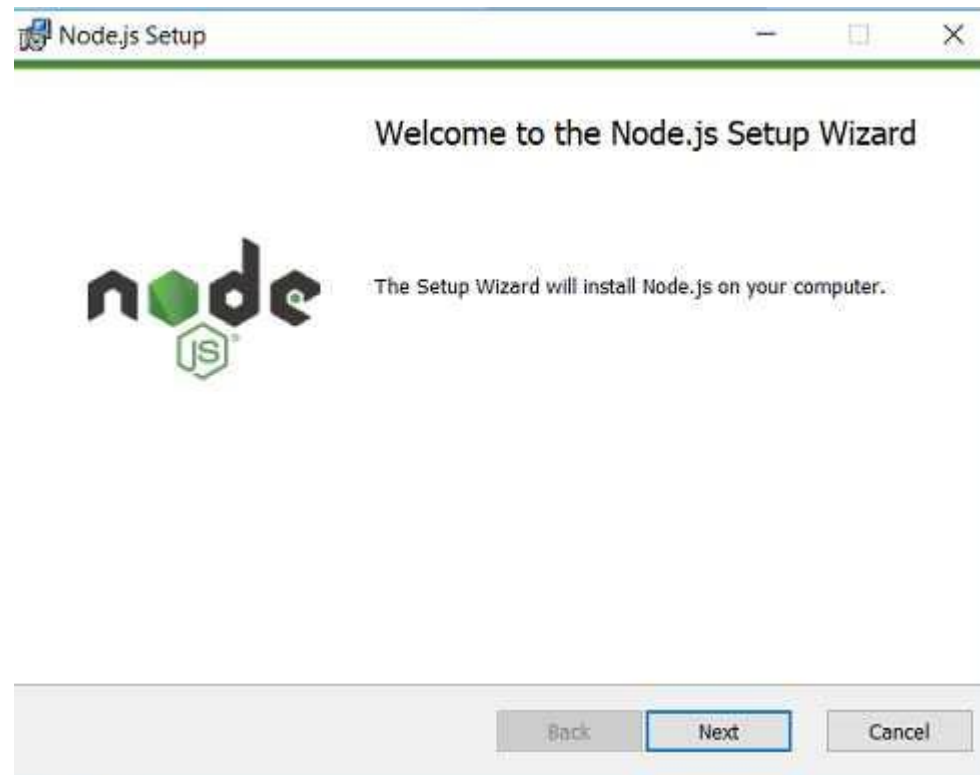 Node.js Setup
Welcome to the Node.js Setup Wizard
node
JS
®
The Setup Wizard will install Node.js on your computer.
Back
Next
Cancel